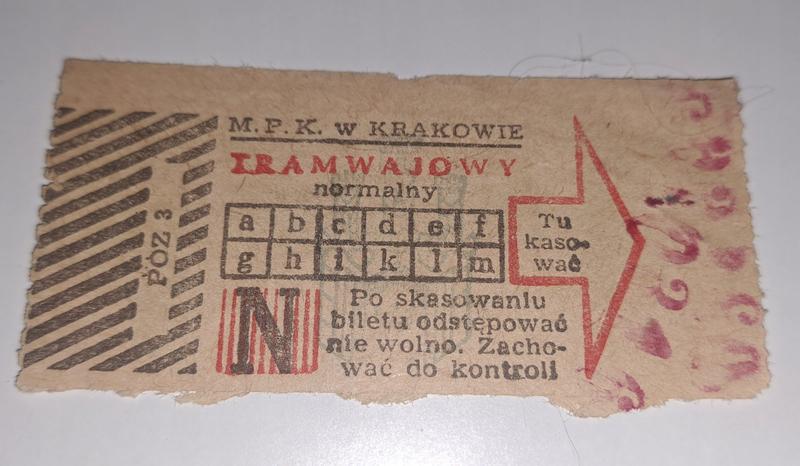 M.P.K. W KRAKOWIE
TRAMWAJOWY
normalny
a b c d e f
g h i k l m
Tu
kaso-
wać
N
Po skasowaniu
biletu odstępować
nie wolno. Zacho-
wać do kontroli
PÓZ 3